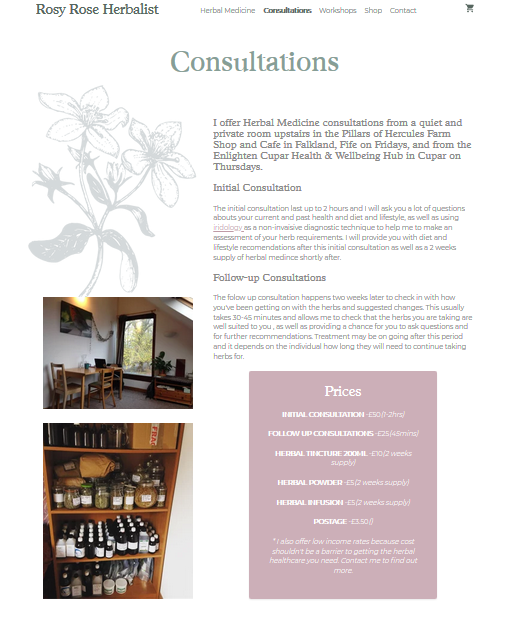 Rosy Rose Herbalist
Herbal Medicine Consultations Workshops Shop Contact
Consultations
I offer Herbal Medicine consultations from a quiet and
private room upstairs in the Pillars of Hercules Farm
Shop and Cafe in Falkland, Fife on Fridays, and from the
Enlighten Cupar Health & Wellbeing Hub in Cupar on
Thursdays.
Initial Consultation
The initial consultation last up to 2 hours and I will ask you a lot of questions
abouts your current and past health and diet and lifestyle, as well as using
iridology as a non-invaisive diagnostic technique to help me to make an
assessment of your herb requirements. I will provide you with diet and
lifestyle recomendations after this initial consultation as well as a 2 weeks
supply of herbal medince shortly after.
Follow-up Consultations
The folow up consultation happens two weeks later to check in with how
you've been getting on with the herbs and suggested changes. This usually
takes 30-45 minutes and allows me to check that the herbs you are taking are
well suited to you , as well as providing a chance for you to ask questions and
for further recommendations. Treatment may be on going after this period
and it depends on the individual how long they will need to continue taking
herbs for.
Prices
INITIAL CONSULTATION -£50(1-2hrs)
FOLLOW UP CONSULTATIONS -£25(45mins)
HERBAL TINCTURE 200ML -£10(2 weeks
supply)
HERBAL POWDER -£5(2 weeks supply)
HERBAL INFUSION -£5(2 weeks supply)
POSTAGE -£3.50 ()
* I also offer low income rates because cost
shouldn't be a barrier to getting the herbal
healthcare you need. Contact me to find out
more.